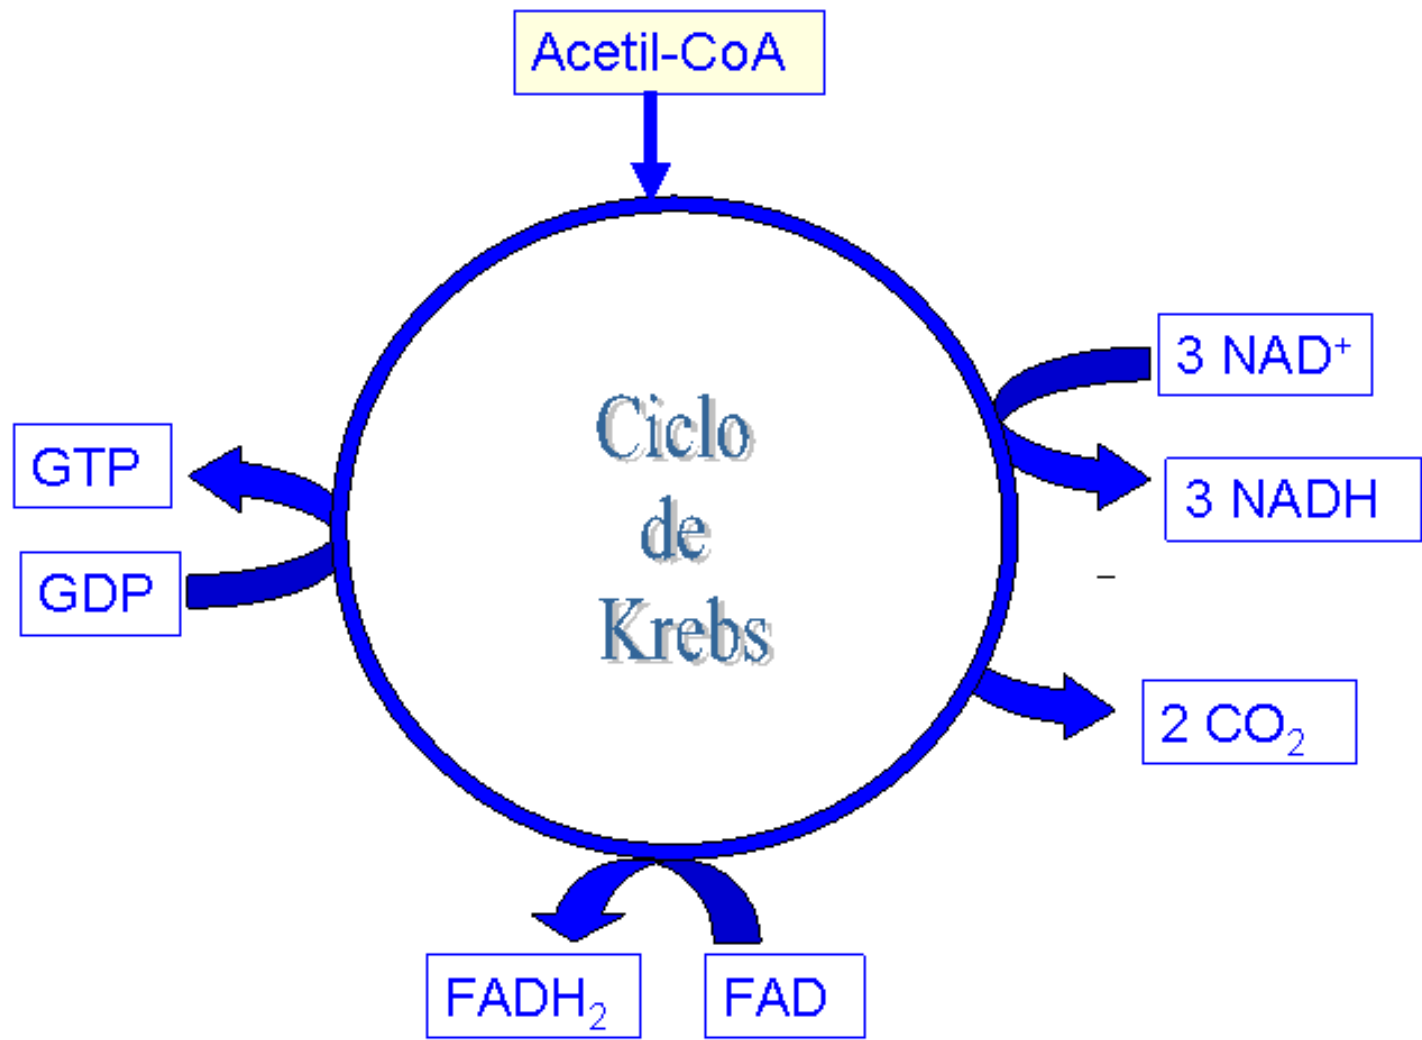 Acetil-CoA
3 NAD⁺
Ciclo
GTP
3 NADH
de
GDP
Krebs
2 CO₂
FADH₂
FAD